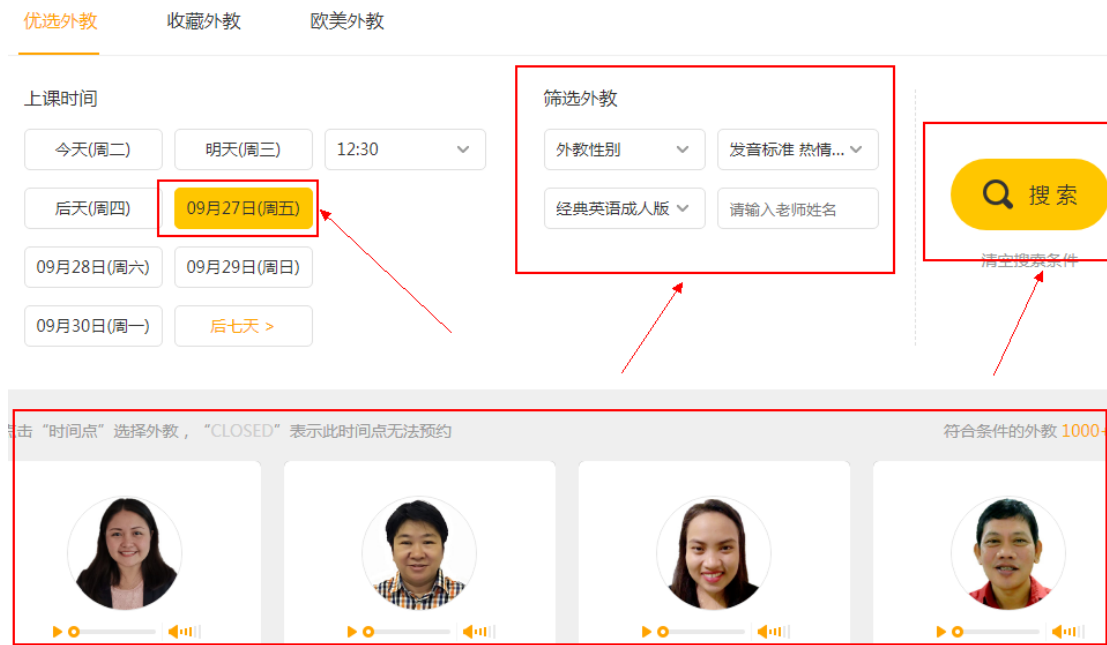 优选外教 收藏外教 欧美外教
上课时间
筛选外教
今天(周二) 明天(周三) 12:30
外教性别 发音标准 热情...
搜索
后天(周四) 09月27日(周五)
经典英语成人版 请输入老师姓名
清空搜索条件
09月28日(周六) 09月29日(周日)
09月30日(周一) 后七天 >
点击“时间点”选择外教，“CLOSED”表示此时间点无法预约
符合条件的外教 1000+